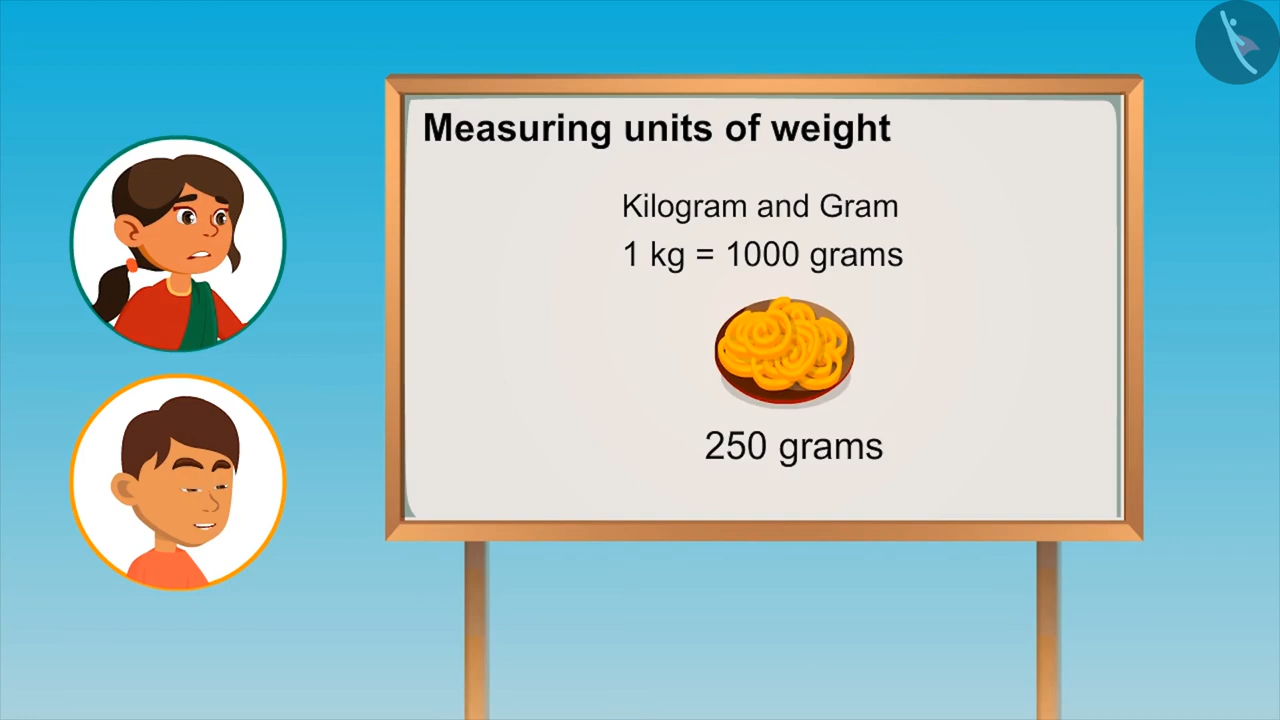 Measuring units of weight
Kilogram and Gram
1 kg = 1000 grams
250 grams